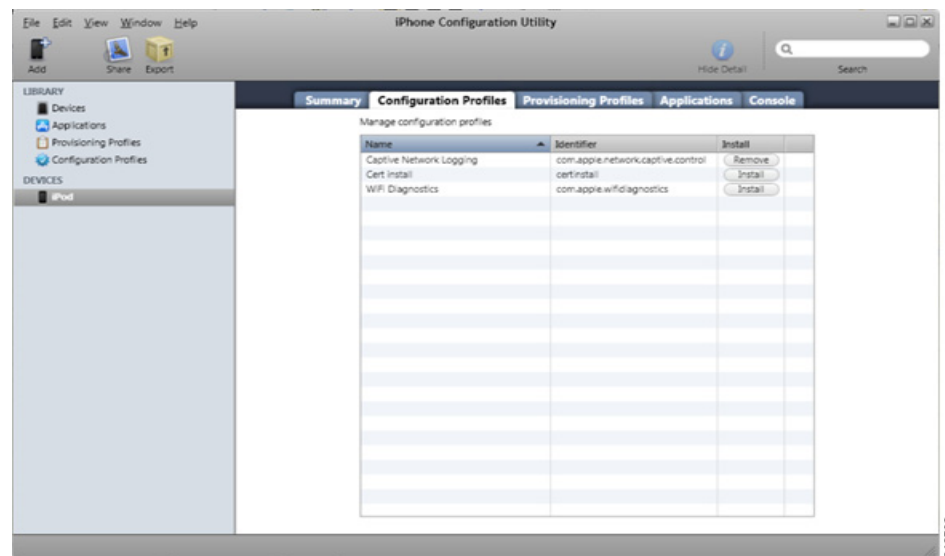 iPhone Configuration Utility
File Edit View Window Help
Add Share Export Hide Detail Search
LIBRARY
Devices
Applications
Provisioning Profiles
Configuration Profiles
DEVICES
iPod
Summary Configuration Profiles Provisioning Profiles Applications Console
Manage configuration profiles
Name Identifier Install
Captive Network Logging com.apple.network.captive.control Remove
Cert install certinstall Install
WiFi Diagnostics com.apple.wifidiagnostics Install